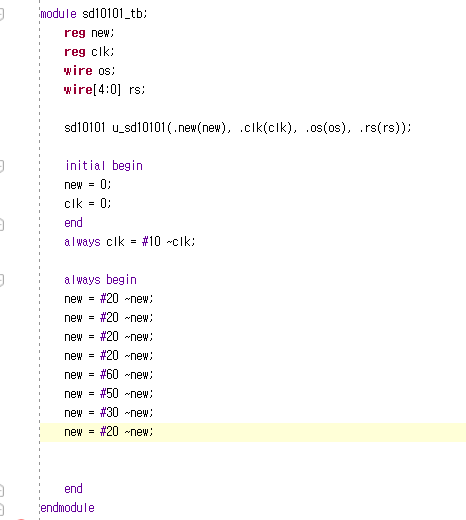 module sd10101_tb;
reg new;
reg clk;
wire os;
wire[4:0] rs;
sd10101 u_sd10101(.new(new), .clk(clk), .os(os), .rs(rs));
initial begin
new = 0;
clk = 0;
end
always clk = #10 ~clk;
always begin
new = #20 ~new;
new = #20 ~new;
new = #20 ~new;
new = #20 ~new;
new = #60 ~new;
new = #50 ~new;
new = #30 ~new;
new = #20 ~new;
end
endmodule